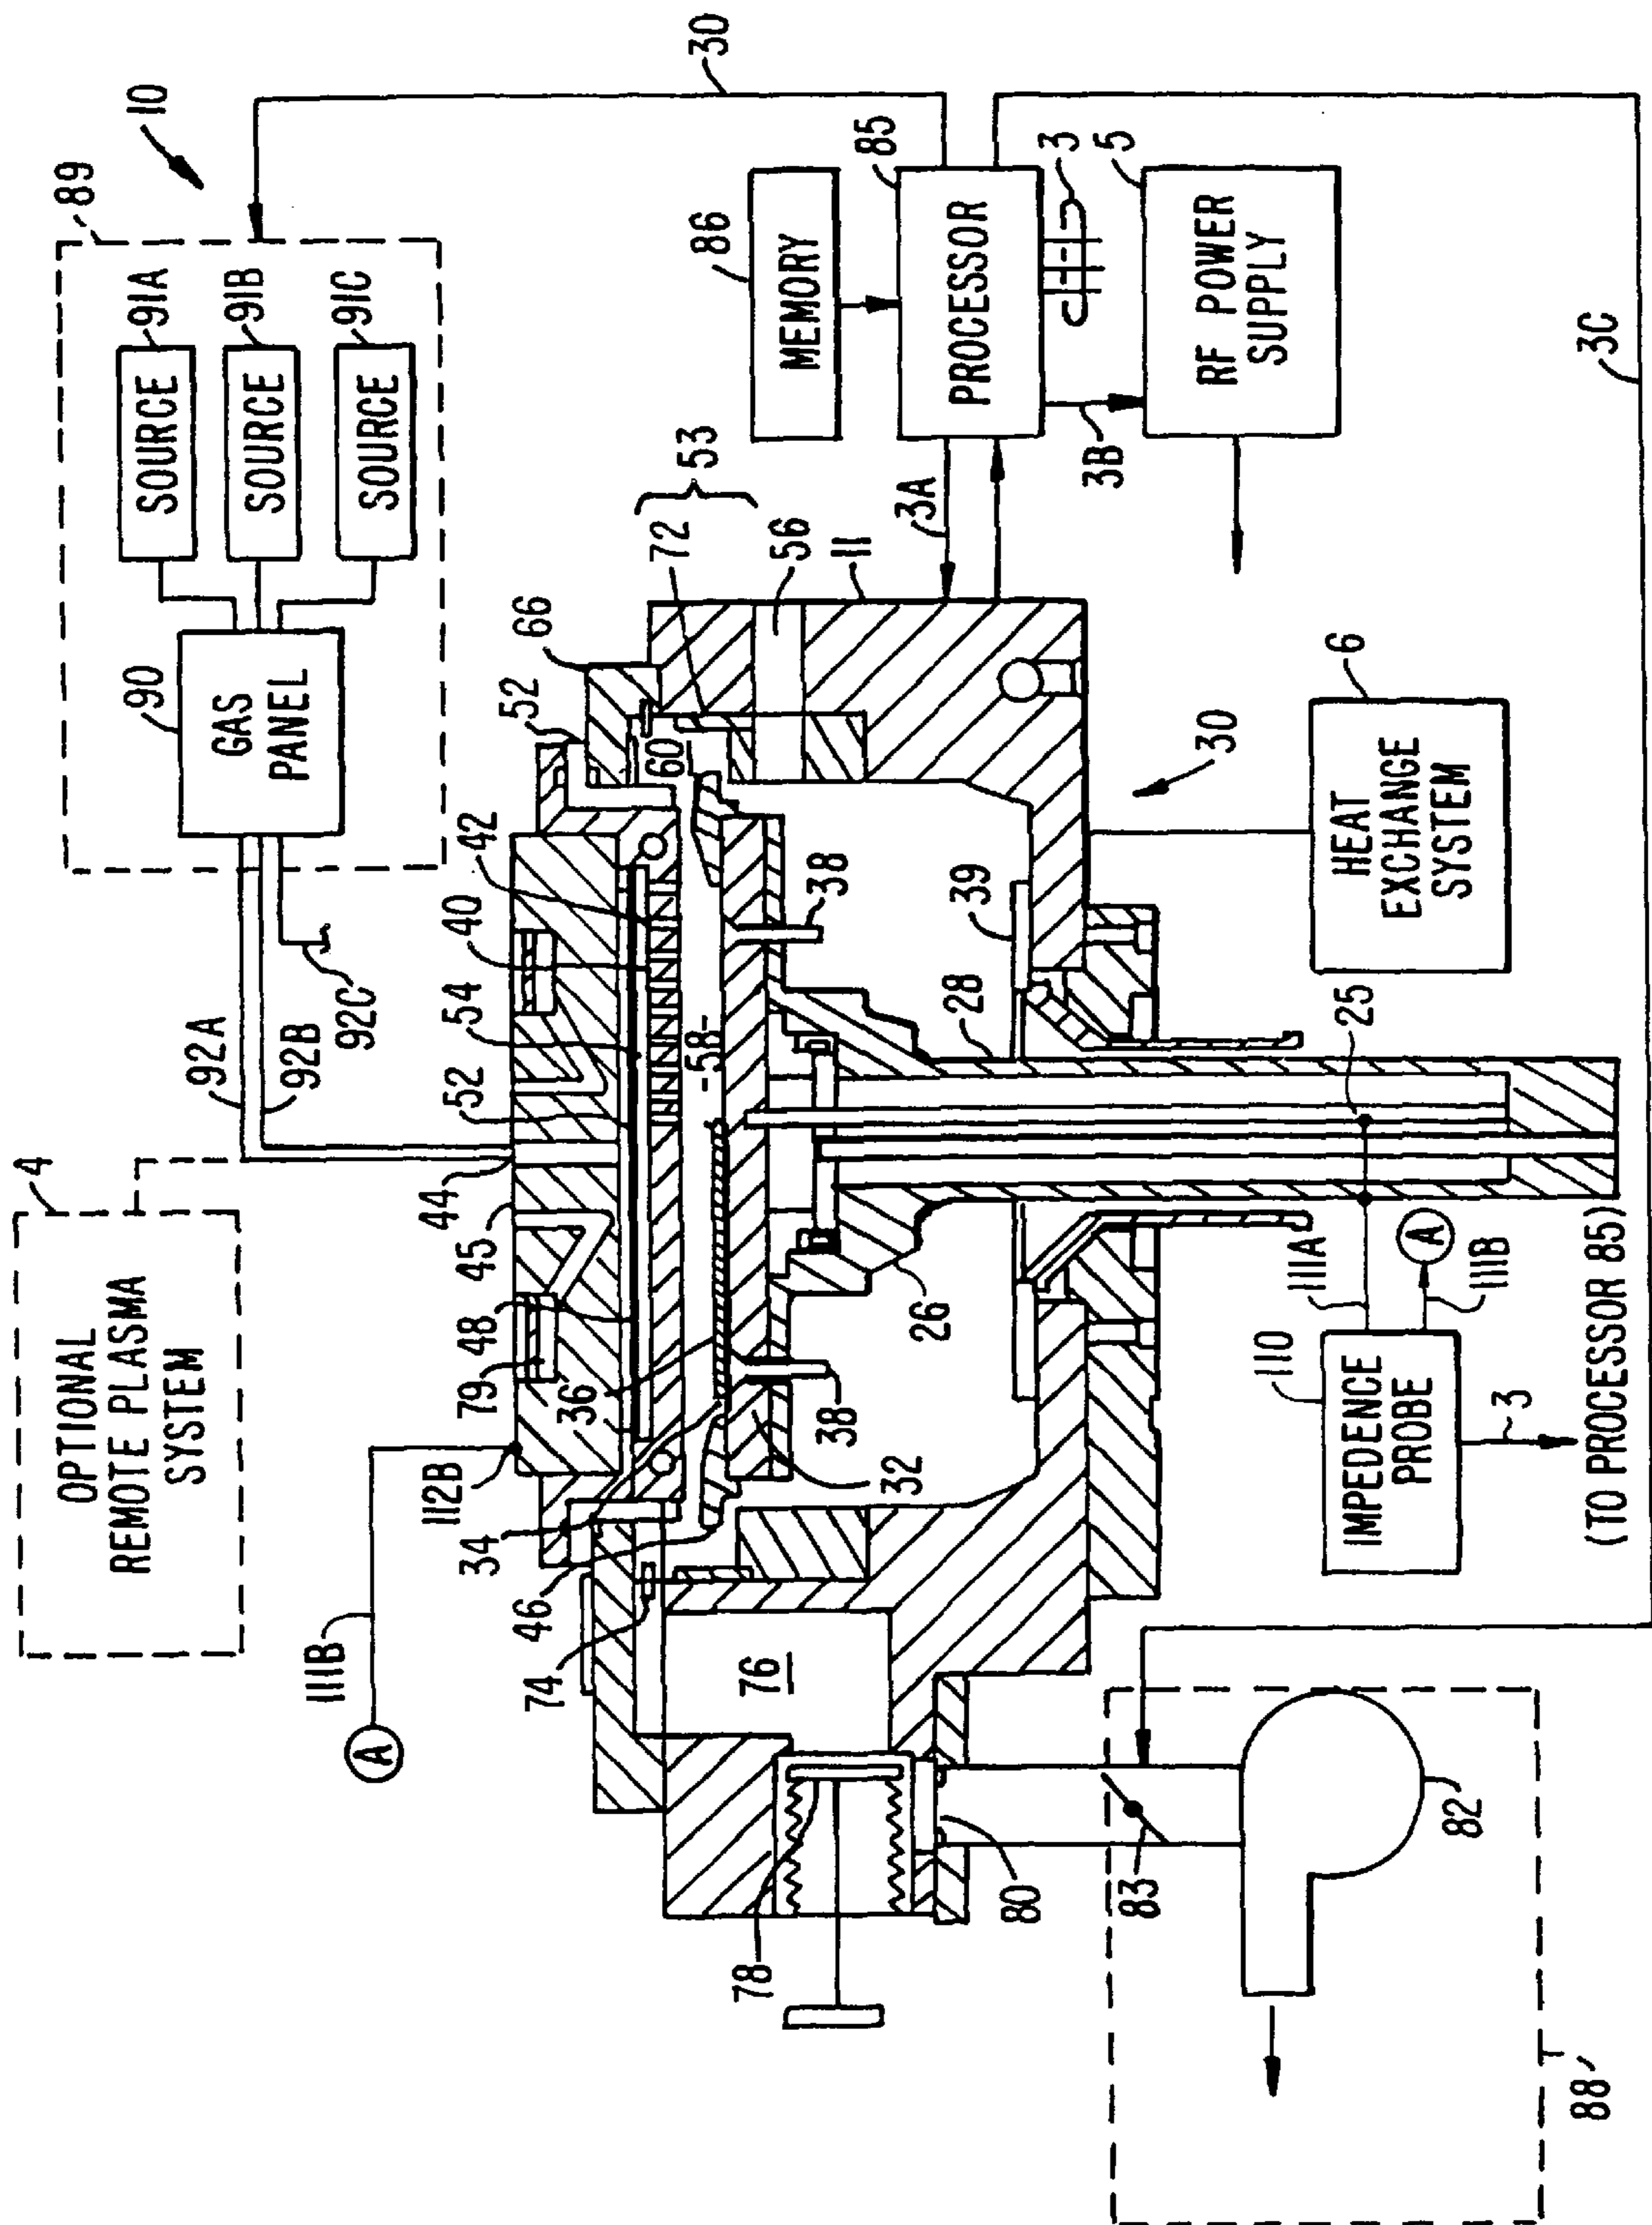 4
OPTIONAL
REMOTE PLASMA
SYSTEM
89
10
90
GAS
PANEL
SOURCE
91A
SOURCE
91B
SOURCE
91C
30
92A
92B
92C
111B
A
112B
79
48
45
44
52
54
40
42
52
66
36
34
46
74
60
72
53
56
11
76
-58-
78
32
38
38
26
28
39
30
86
MEMORY
85
PROCESSOR
3
3A
3B
5
RF POWER
SUPPLY
6
HEAT
EXCHANGE
SYSTEM
25
111A
A
111B
110
IMPEDENCE
PROBE
3
(TO PROCESSOR 85)
3C
80
83
82
88